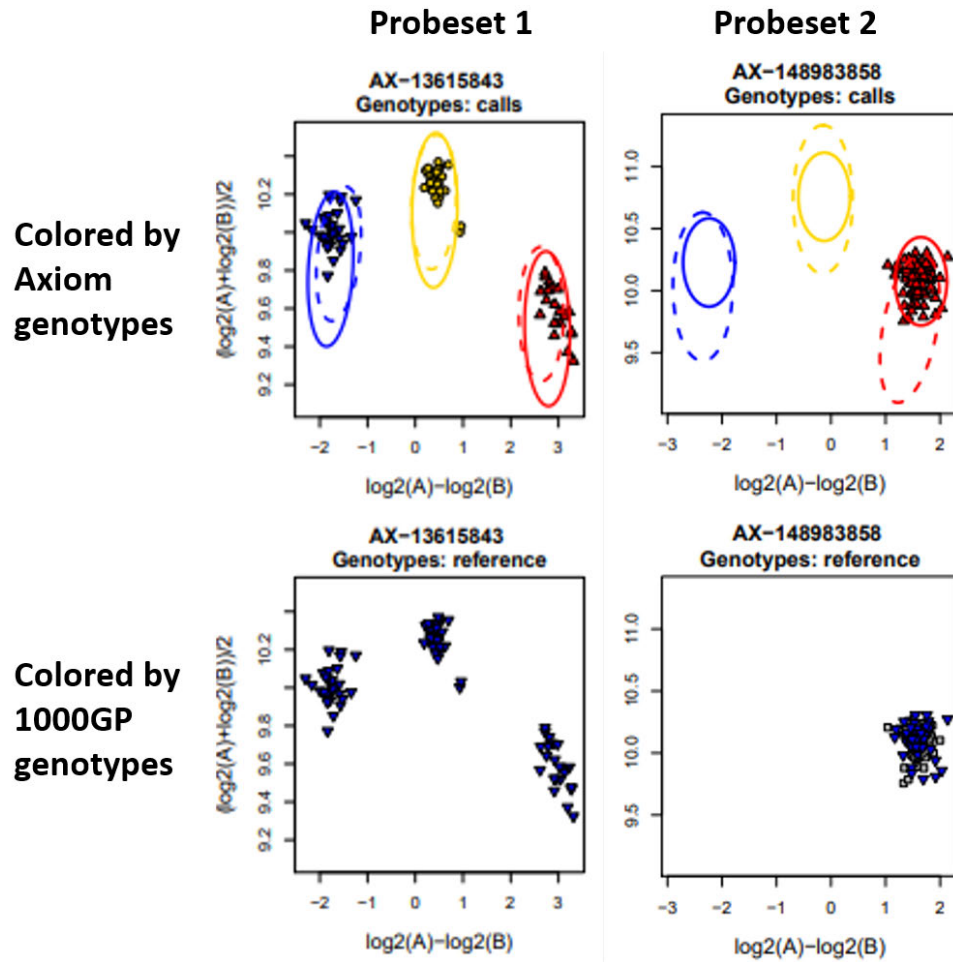 Probeset 1
Probeset 2
AX−13615843
Genotypes: calls
AX−148983858
Genotypes: calls
Colored by
Axiom
genotypes
(log2(A)+log2(B))/2
10.2
9.8
9.6
9.4
9.2
−2 −1 0 1 2 3
log2(A)−log2(B)
11.0
10.5
10.0
9.5
−3 −2 −1 0 1 2
log2(A)−log2(B)
AX−13615843
Genotypes: reference
AX−148983858
Genotypes: reference
Colored by
1000GP
genotypes
(log2(A)+log2(B))/2
10.2
9.8
9.6
9.4
9.2
−2 −1 0 1 2 3
log2(A)−log2(B)
11.0
10.5
10.0
9.5
−3 −2 −1 0 1 2
log2(A)−log2(B)